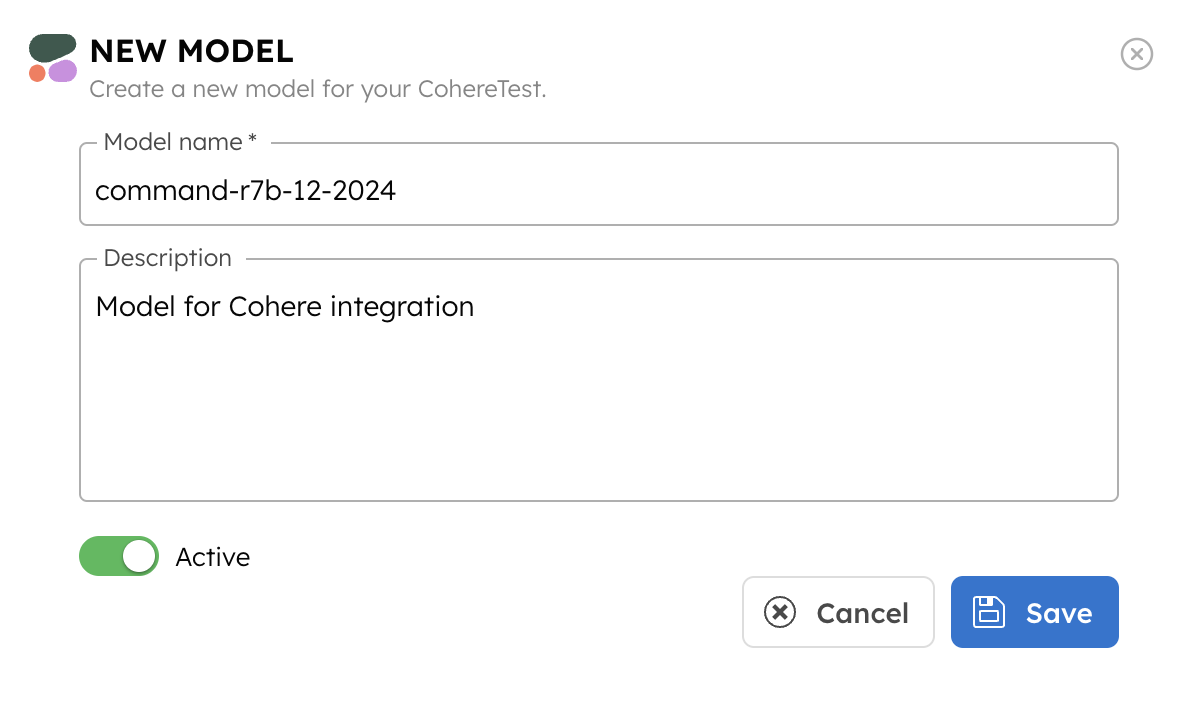 NEW MODEL
Create a new model for your CohereTest.
Model name *
command-r7b-12-2024
Description
Model for Cohere integration
Active
Cancel
Save